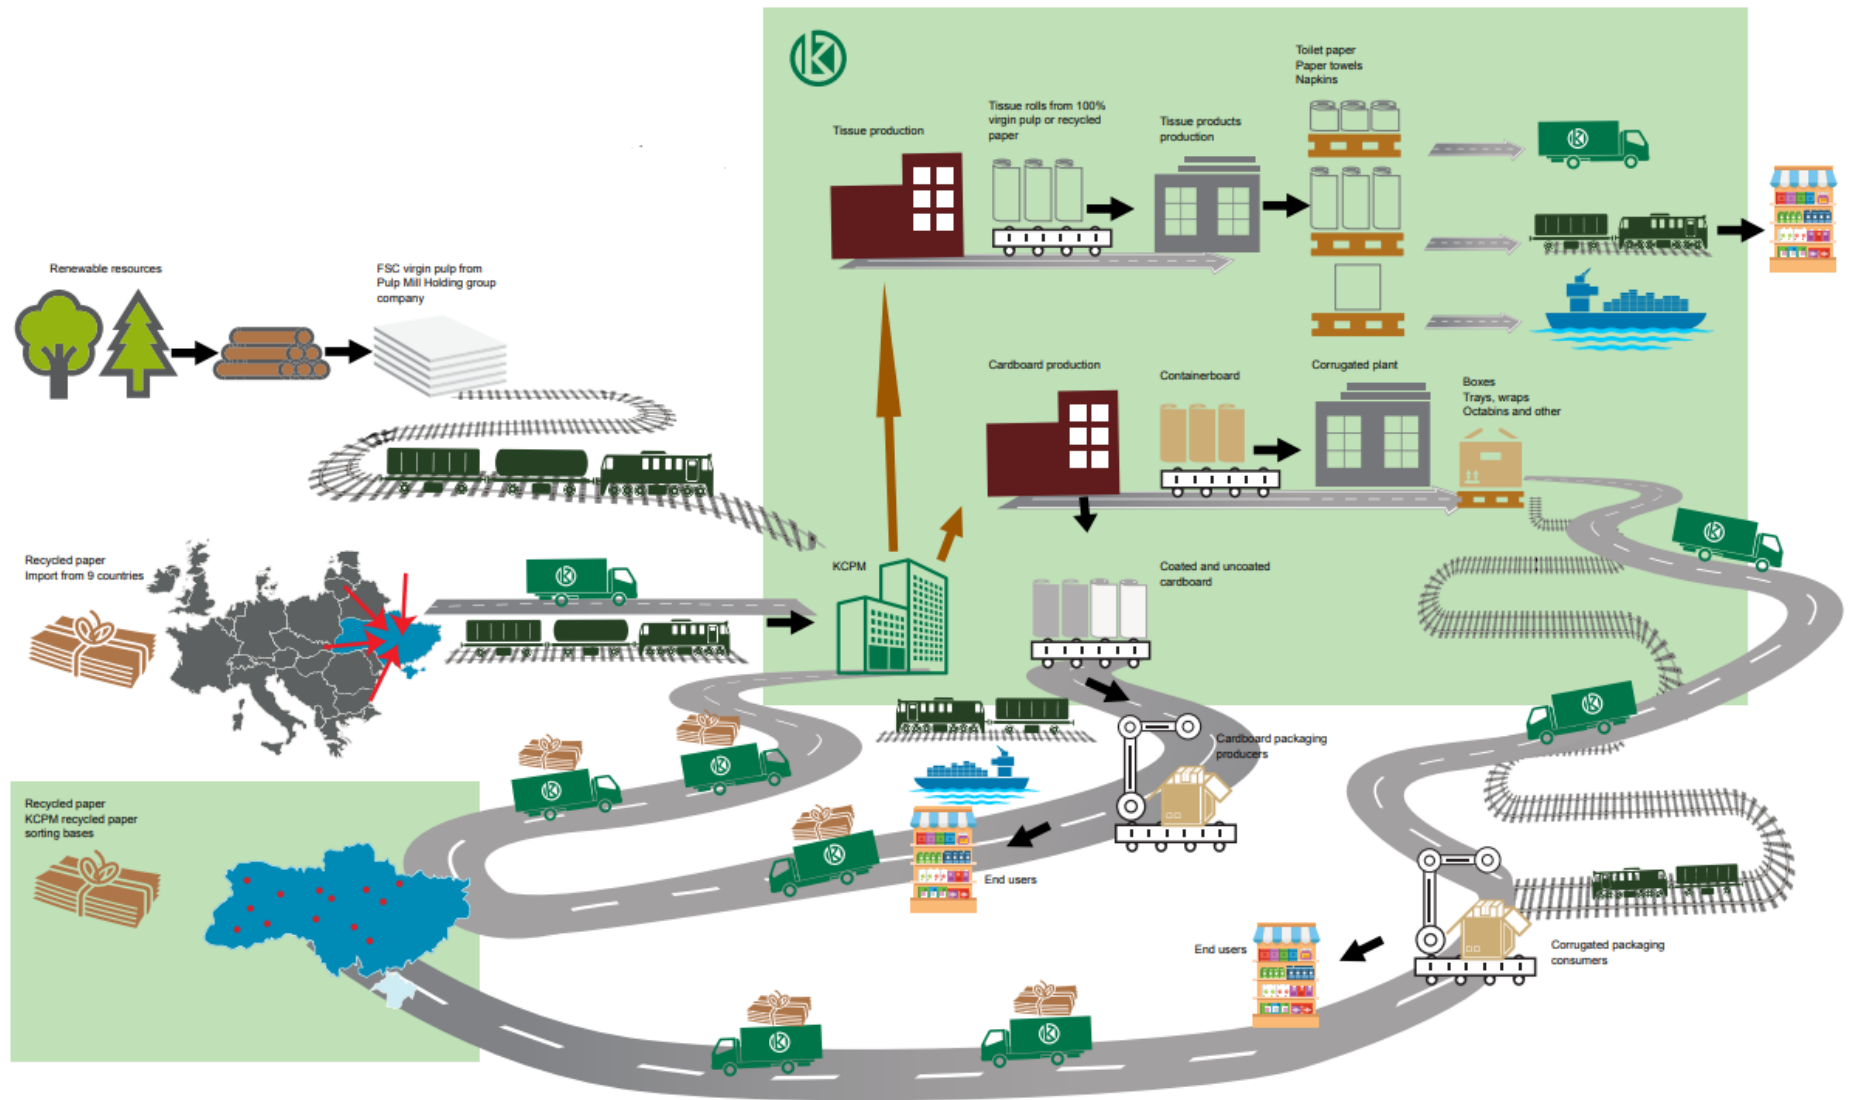 Toilet paper
Paper towels
Napkins
Tissue rolls from 100%
virgin pulp or recycled
paper
Tissue products
production
Tissue production
Renewable resources
FSC virgin pulp from
Pulp Mill Holding group
company
Cardboard production
Containerboard
Corrugated plant
Boxes
Trays, wraps
Octabins and other
Recycled paper
Import from 9 countries
KCPM
Coated and uncoated
cardboard
Cardboard packaging
producers
Recycled paper
KCPM recycled paper
sorting bases
End users
End users
Corrugated packaging
consumers